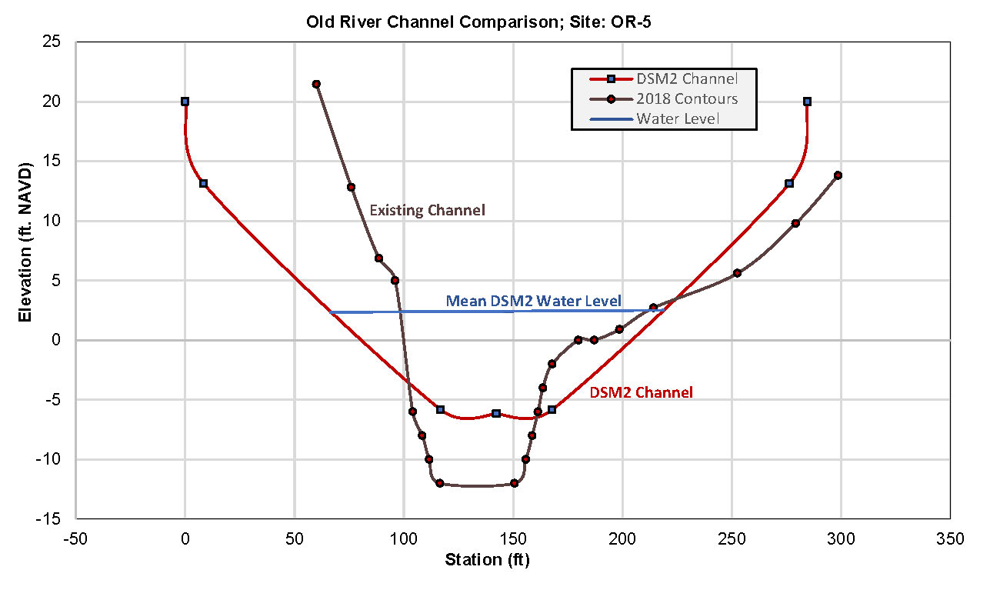 Old River Channel Comparison; Site: OR-5
25
20
15
10
5
0
-5
-10
-15
Elevation (ft. NAVD)
DSM2 Channel
2018 Contours
Water Level
Existing Channel
Mean DSM2 Water Level
DSM2 Channel
-50
0
50
100
150
200
250
300
350
Station (ft)